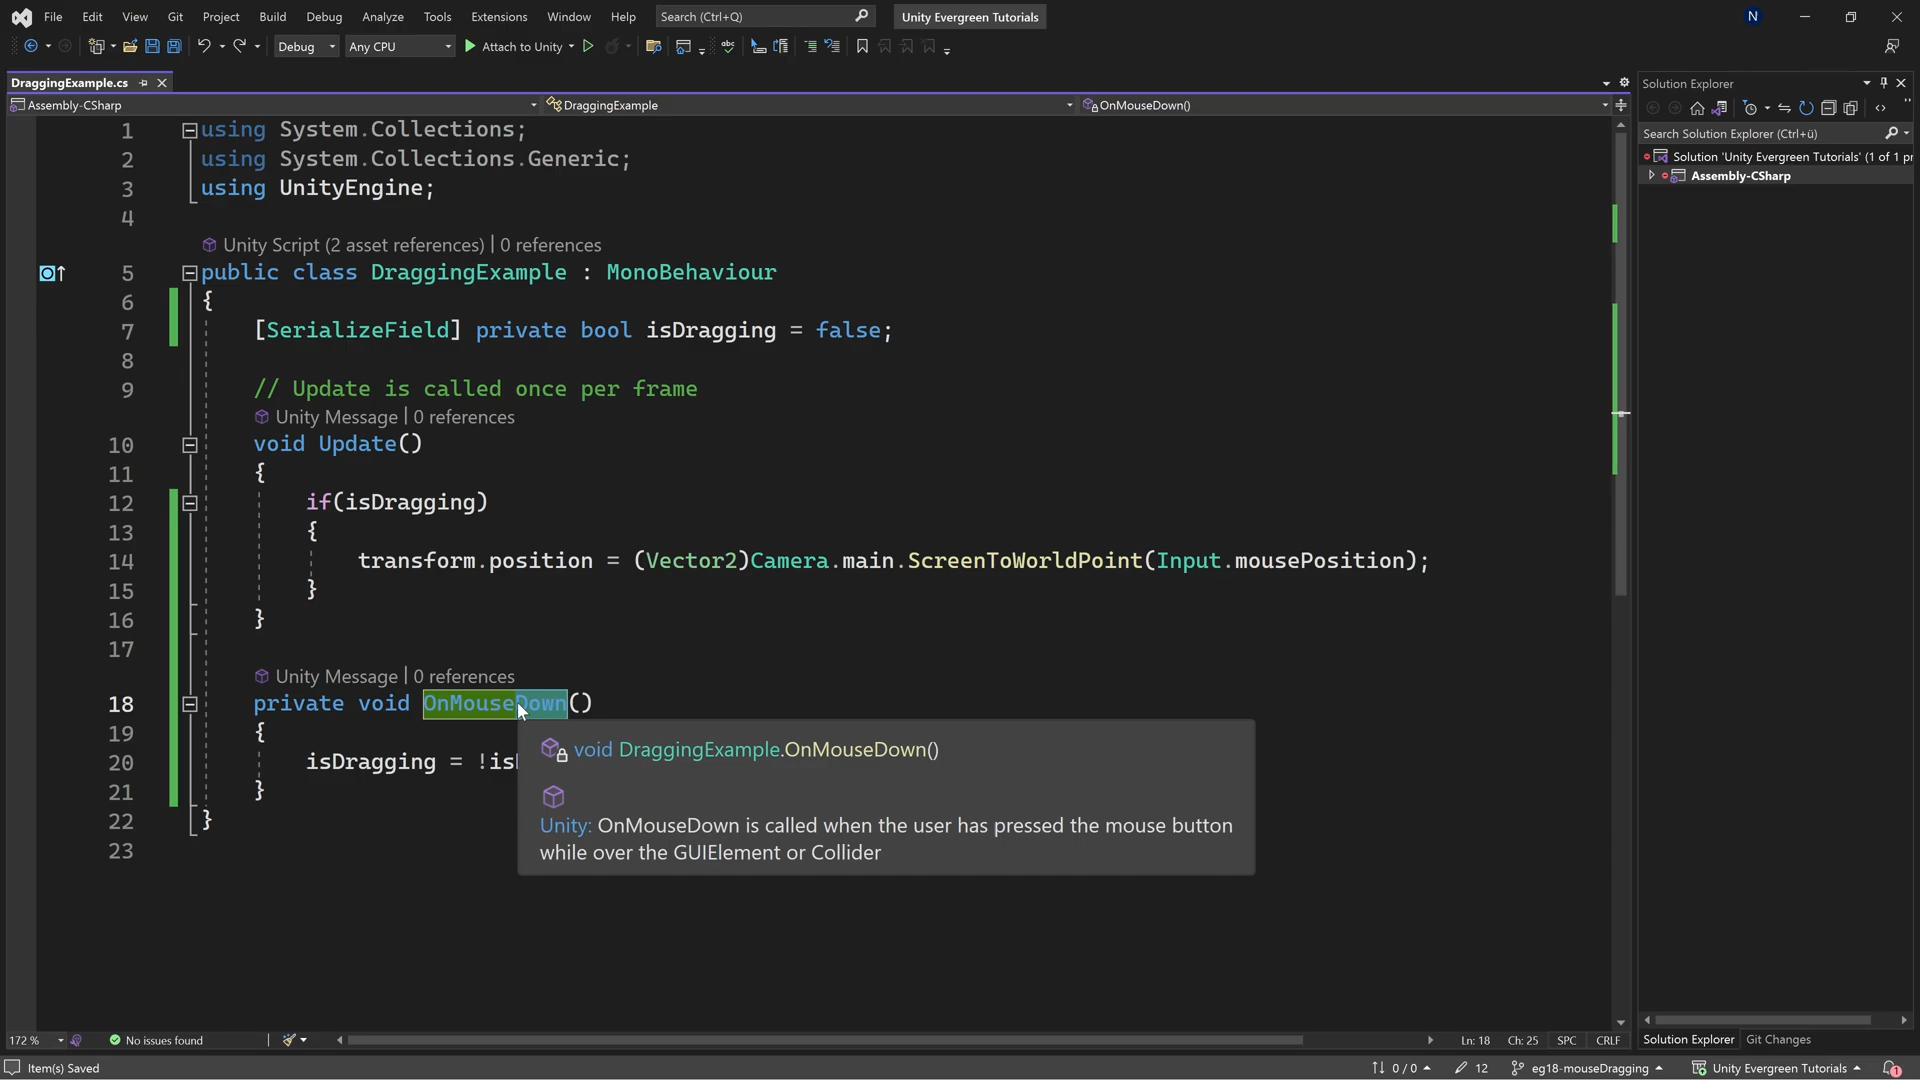 File Edit View Git Project Build Debug Analyze Tools Extensions Window Help Search (Ctrl+Q) Unity Evergreen Tutorials N
Debug Any CPU Attach to Unity
DraggingExample.cs
Solution Explorer
Assembly-CSharp DraggingExample OnMouseDown()
Search Solution Explorer (Ctrl+ü)
Solution 'Unity Evergreen Tutorials' (1 of 1 pr
Assembly-CSharp
1 using System.Collections;
2 using System.Collections.Generic;
3 using UnityEngine;
4
Unity Script (2 asset references) | 0 references
5 public class DraggingExample : MonoBehaviour
6 {
7 [SerializeField] private bool isDragging = false;
8
9 // Update is called once per frame
Unity Message | 0 references
10 void Update()
11 {
12 if(isDragging)
13 {
14 transform.position = (Vector2)Camera.main.ScreenToWorldPoint(Input.mousePosition);
15 }
16 }
17
Unity Message | 0 references
18 private void OnMouseDown()
19 {
void DraggingExample.OnMouseDown()
20 isDragging = !is
21 }
Unity: OnMouseDown is called when the user has pressed the mouse button
while over the GUIElement or Collider
22 }
23
172 % No issues found Ln: 18 Ch: 25 SPC CRLF
Solution Explorer Git Changes
Item(s) Saved 0 / 0 12 eg18-mouseDragging Unity Evergreen Tutorials 1